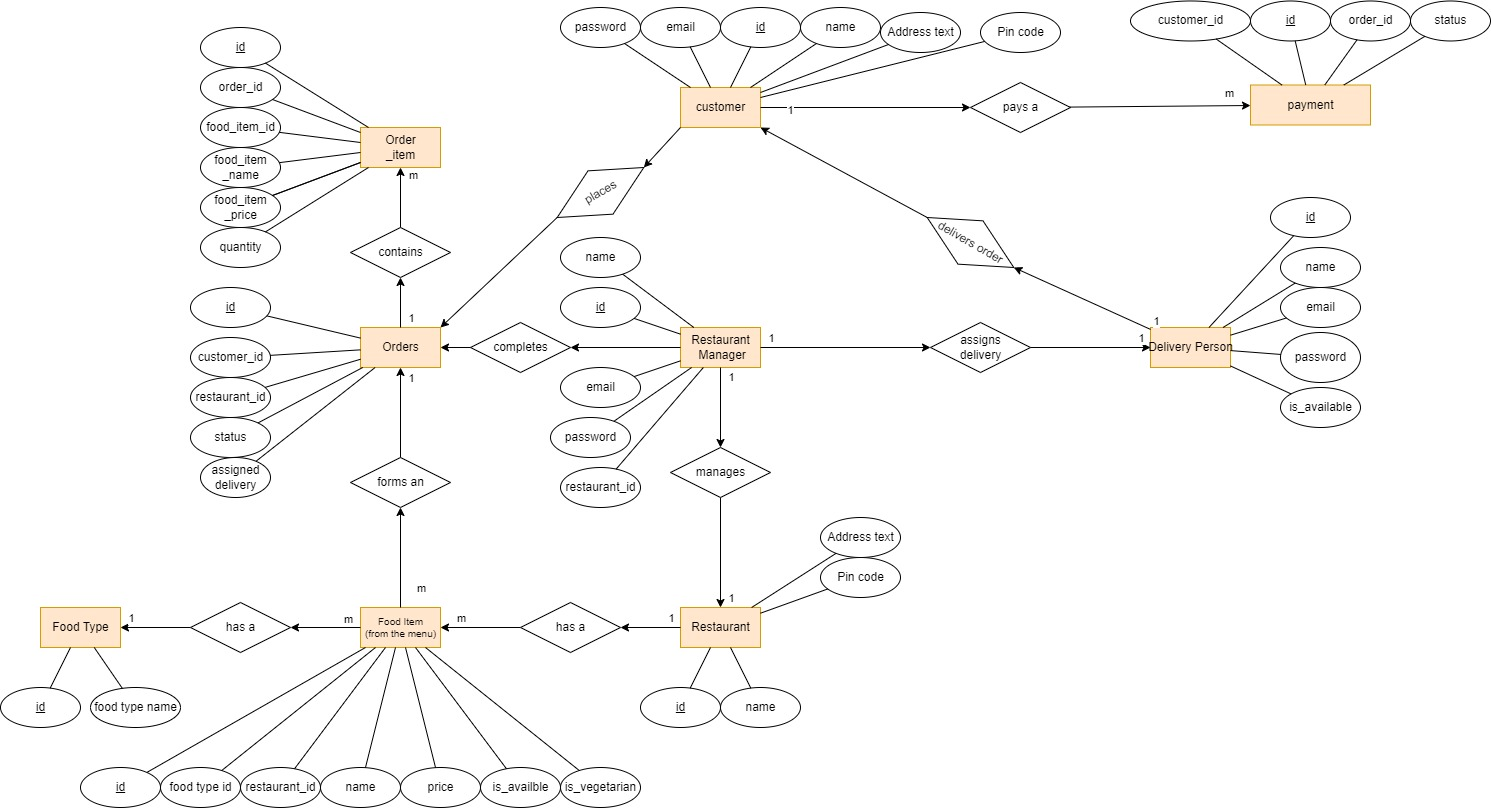 password
email
id
name
Address text
Pin code
customer_id
id
order_id
status
id
order_id
food_item_id
food_item
_name
food_item
_price
quantity
Order
_item
m
customer
1
pays a
m
payment
places
contains
delivers order
id
name
email
password
is_available
1
1
Delivery Person
id
customer_id
restaurant_id
status
assigned
delivery
1
Orders
1
completes
name
id
Restaurant
Manager
email
password
restaurant_id
1
1
assigns
delivery
forms an
manages
Address text
Pin code
m
1
Food Type
1
has a
m
Food Item
(from the menu)
m
has a
1
Restaurant
id
food type name
id
name
id
food type id
restaurant_id
name
price
is_availble
is_vegetarian